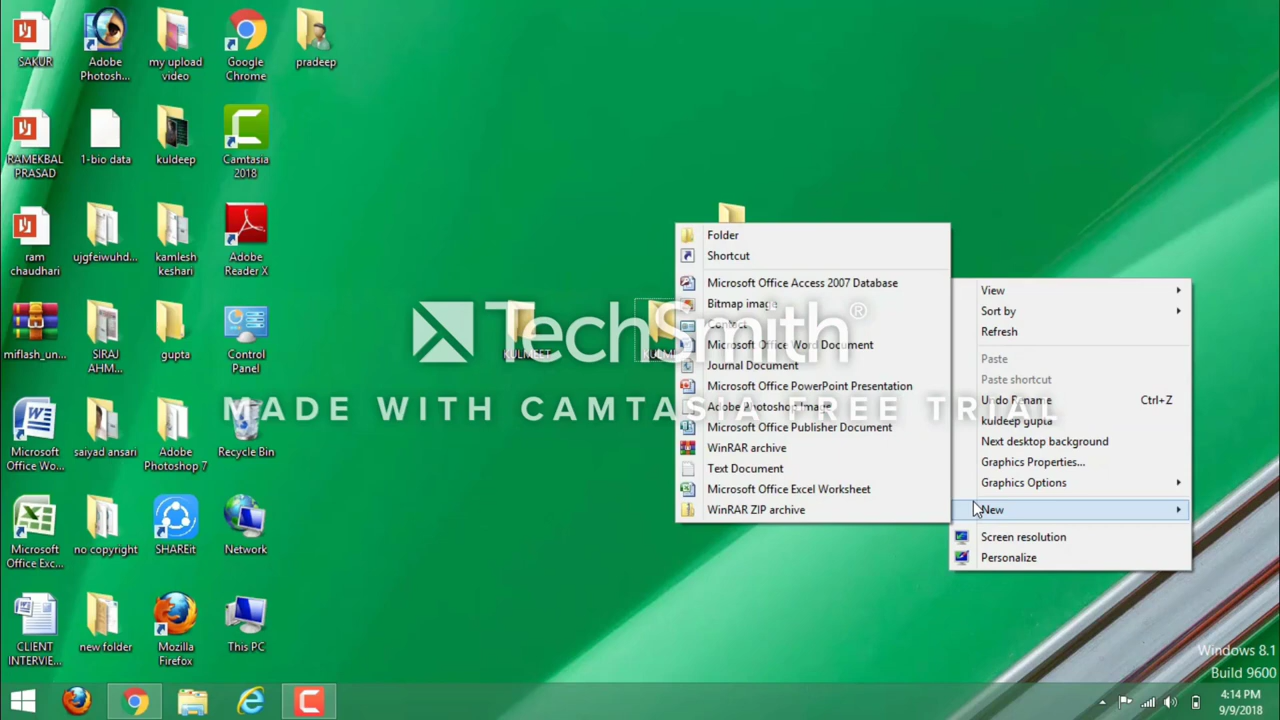 SAKUR
Adobe
Photosh...
my upload
video
Google
Chrome
pradeep
RAMEKBAL
PRASAD
1-bio data
kuldeep
Camtasia
2018
ram
chaudhari
ujgfeiwuhd...
kamlesh
keshari
Adobe
Reader X
miflash_un...
SIRAJ
AHM...
gupta
Control
Panel
Microsoft
Office Wo...
saiyad ansari
Adobe
Photoshop 7
Recycle Bin
Microsoft
Office Exc...
no copyright
SHAREit
Network
CLIENT
INTERVIE...
new folder
Mozilla
Firefox
This PC
KULMEET
Folder
Shortcut
Microsoft Office Access 2007 Database
Bitmap image
Contact
Microsoft Office Word Document
Journal Document
Microsoft Office PowerPoint Presentation
Adobe Photoshop Image
Microsoft Office Publisher Document
WinRAR archive
Text Document
Microsoft Office Excel Worksheet
WinRAR ZIP archive
View
Sort by
Refresh
Paste
Paste shortcut
Undo Rename Ctrl+Z
kuldeep gupta
Next desktop background
Graphics Properties...
Graphics Options
New
Screen resolution
Personalize
TechSmith®
MADE WITH CAMTASIA FREE TRIAL
Windows 8.1
Build 9600
4:14 PM
9/9/2018